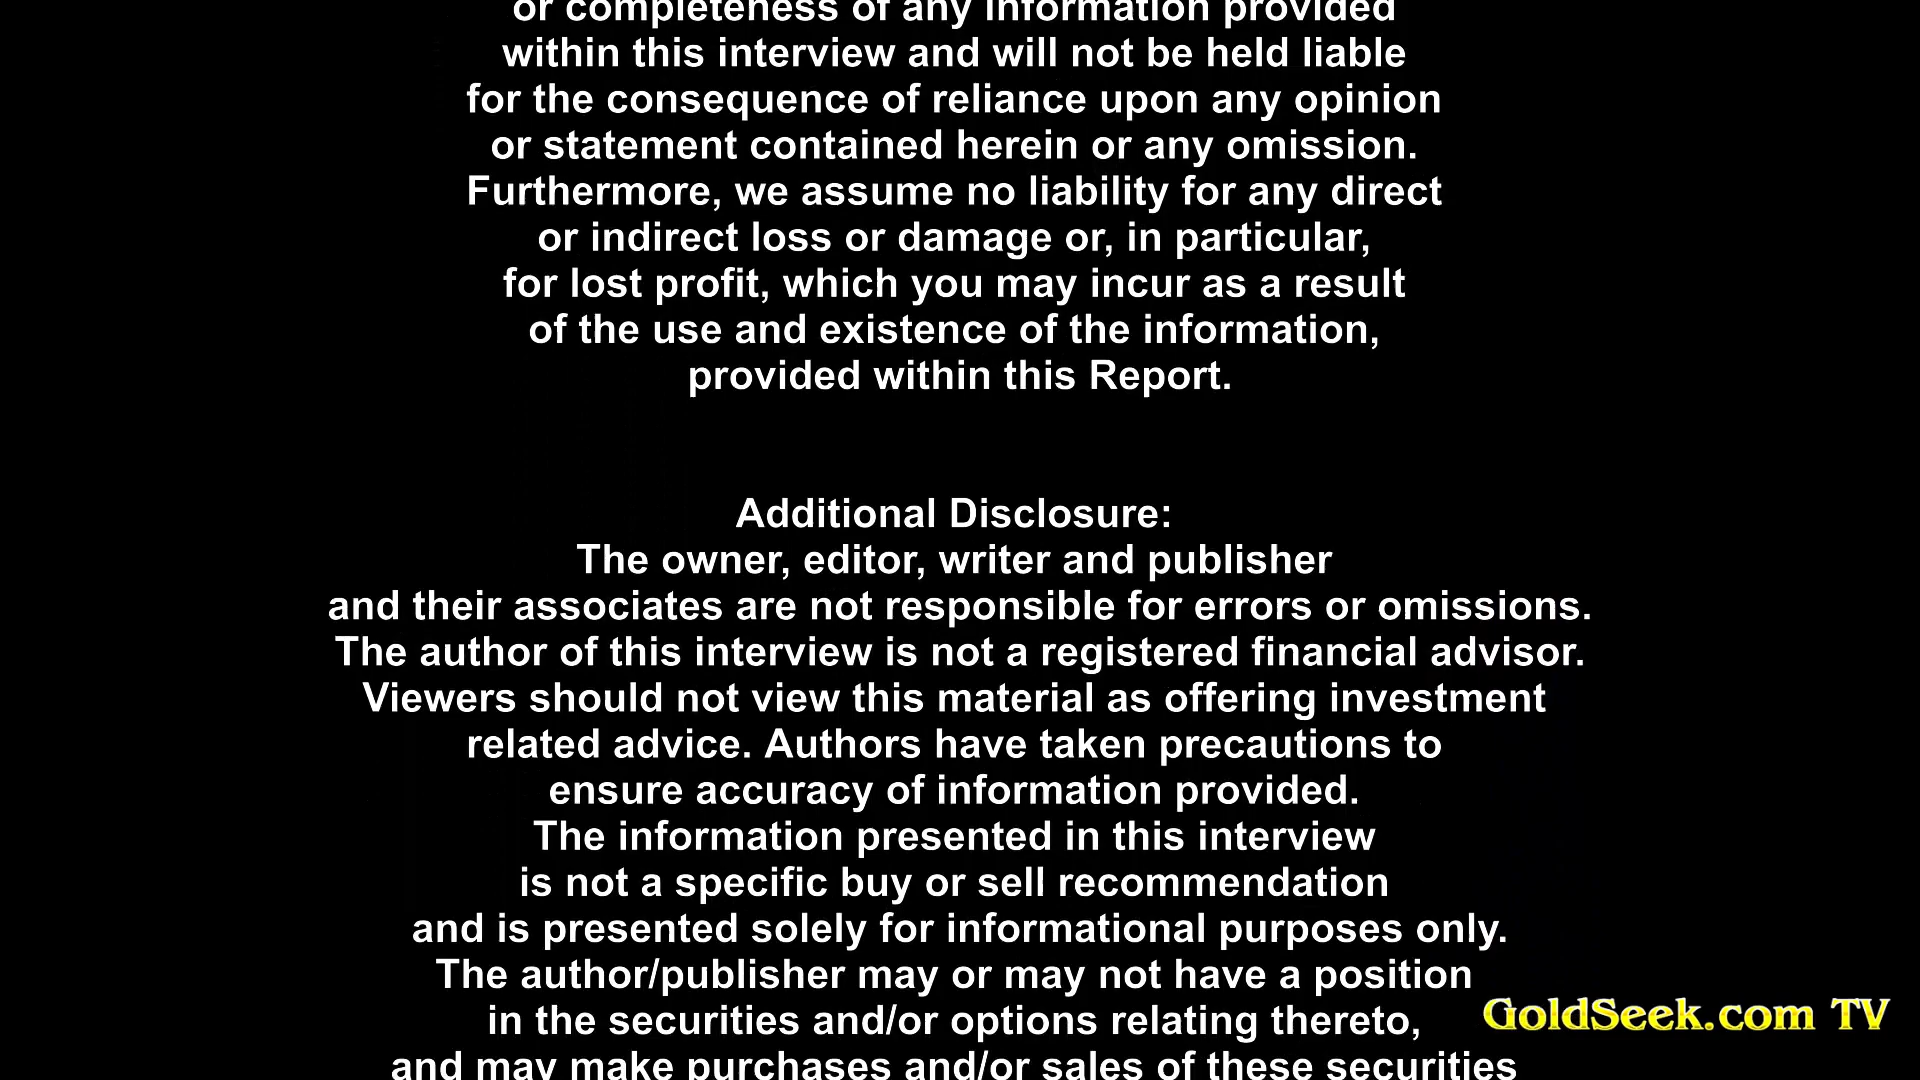 or completeness of any information provided
within this interview and will not be held liable
for the consequence of reliance upon any opinion
or statement contained herein or any omission.
Furthermore, we assume no liability for any direct
or indirect loss or damage or, in particular,
for lost profit, which you may incur as a result
of the use and existence of the information,
provided within this Report.
Additional Disclosure:
The owner, editor, writer and publisher
and their associates are not responsible for errors or omissions.
The author of this interview is not a registered financial advisor.
Viewers should not view this material as offering investment
related advice. Authors have taken precautions to
ensure accuracy of information provided.
The information presented in this interview
is not a specific buy or sell recommendation
and is presented solely for informational purposes only.
The author/publisher may or may not have a position
in the securities and/or options relating thereto,
and may make purchases and/or sales of these securities
GoldSeek.com TV